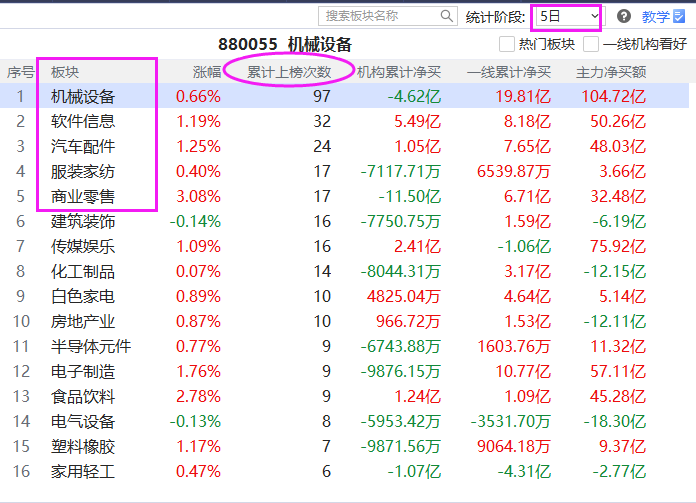 搜索板块名称 统计阶段: 5日 ? 教学
880055 机械设备 热门板块 一线机构看好
序号 板块 涨幅 累计上榜次数 机构累计净买 一线累计净买 主力净买额
1 机械设备 0.66% 97 -4.62亿 19.81亿 104.72亿
2 软件信息 1.19% 32 5.49亿 8.18亿 50.26亿
3 汽车配件 1.25% 24 1.05亿 7.65亿 48.03亿
4 服装家纺 0.40% 17 -7117.71万 6539.87万 3.66亿
5 商业零售 3.08% 17 -11.50亿 6.71亿 32.48亿
6 建筑装饰 -0.14% 16 -7750.75万 1.59亿 -6.19亿
7 传媒娱乐 1.09% 16 2.41亿 -1.06亿 75.92亿
8 化工制品 0.07% 14 -8044.31万 3.17亿 -12.15亿
9 白色家电 0.89% 10 4825.04万 4.64亿 5.14亿
10 房地产业 0.87% 10 966.72万 1.53亿 -12.11亿
11 半导体元件 0.77% 9 -6743.88万 1603.76万 11.32亿
12 电子制造 1.76% 9 -9876.15万 10.77亿 57.11亿
13 食品饮料 2.78% 9 1.24亿 1.09亿 45.28亿
14 电气设备 -0.13% 8 -5953.42万 -3531.70万 -18.30亿
15 塑料橡胶 1.17% 7 -9871.56万 9064.18万 9.37亿
16 家用轻工 0.47% 6 -1.07亿 -4.31亿 -2.77亿